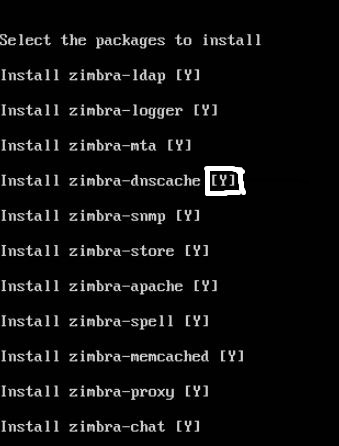 Select the packages to install
Install zimbra-ldap [Y]
Install zimbra-logger [Y]
Install zimbra-mta [Y]
Install zimbra-dnscache [Y]
Install zimbra-snmp [Y]
Install zimbra-store [Y]
Install zimbra-apache [Y]
Install zimbra-spell [Y]
Install zimbra-memcached [Y]
Install zimbra-proxy [Y]
Install zimbra-chat [Y]